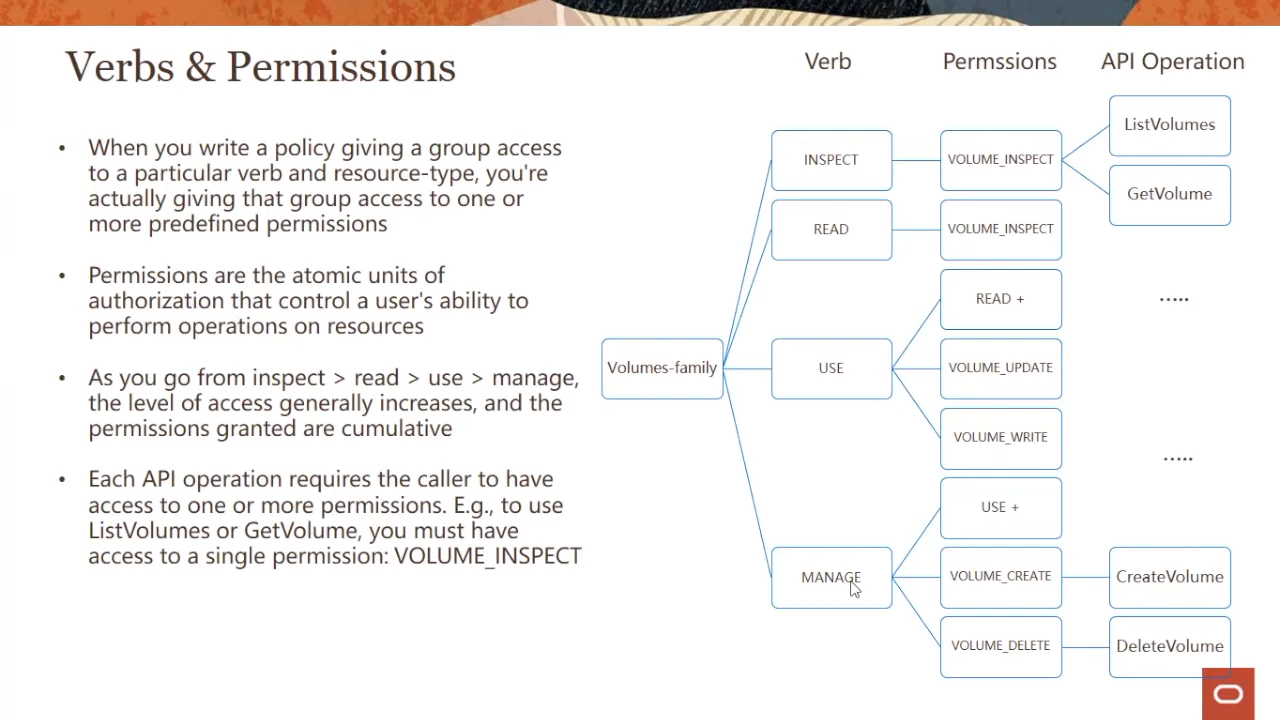 Verbs & Permissions
• When you write a policy giving a group access
to a particular verb and resource-type, you're
actually giving that group access to one or
more predefined permissions
• Permissions are the atomic units of
authorization that control a user's ability to
perform operations on resources
• As you go from inspect > read > use > manage,
the level of access generally increases, and the
permissions granted are cumulative
• Each API operation requires the caller to have
access to one or more permissions. E.g., to use
ListVolumes or GetVolume, you must have
access to a single permission: VOLUME_INSPECT
Verb
Permssions
API Operation
Volumes-family
INSPECT
VOLUME_INSPECT
ListVolumes
GetVolume
READ
VOLUME_INSPECT
USE
READ +
VOLUME_UPDATE
VOLUME_WRITE
.....
.....
MANAGE
USE +
VOLUME_CREATE
CreateVolume
VOLUME_DELETE
DeleteVolume